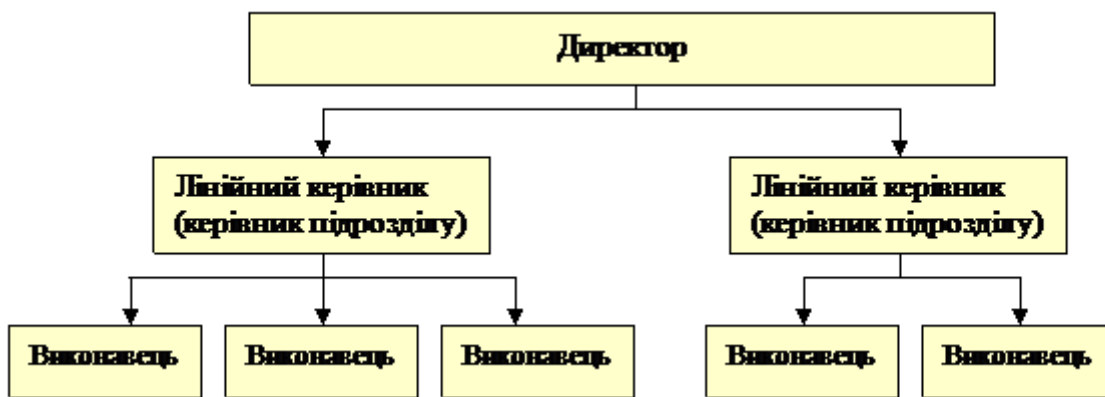 Директор
Лінійний керівник
(керівник підрозділу)
Лінійний керівник
(керівник підрозділу)
Виконавець
Виконавець
Виконавець
Виконавець
Виконавець